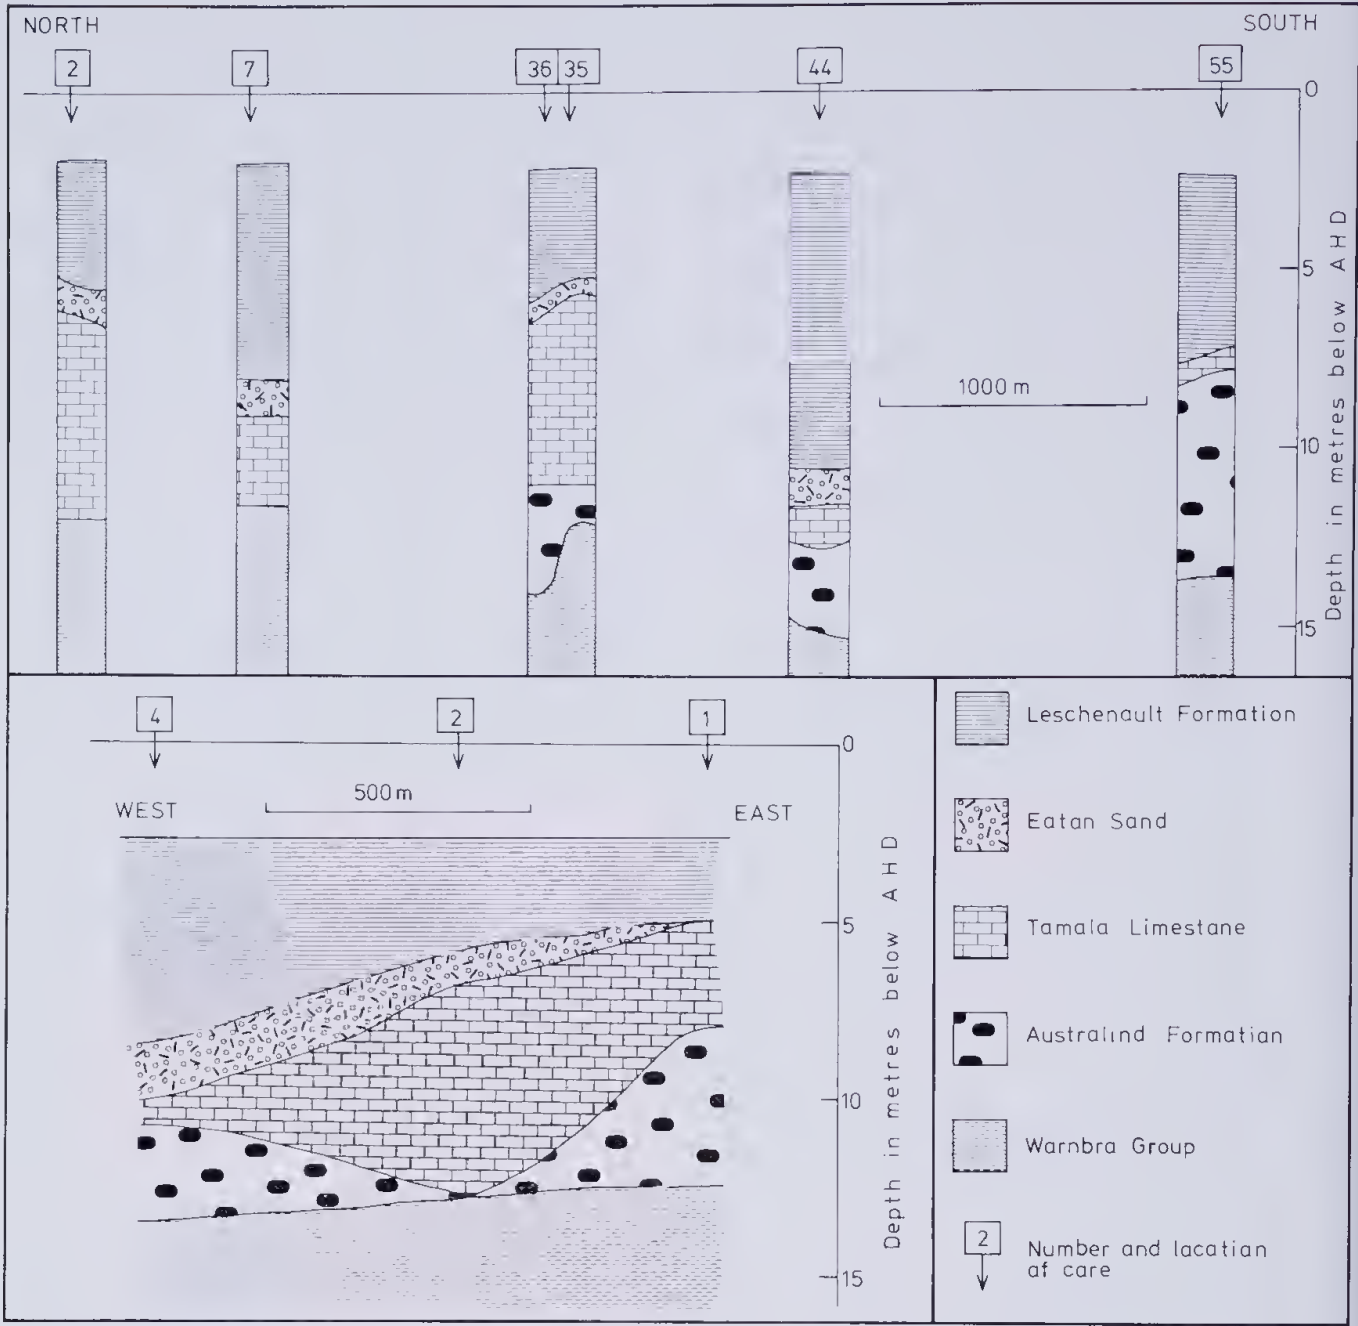 NORTH
SOUTH
2
7
36 35
44
55
0
5
10
15
Depth in metres below AHD
1000 m
4
2
1
0
5
10
15
WEST
500 m
EAST
Depth in metres below AHD
Leschenault Formation
Eatan Sand
Tamala Limestane
Australind Formation
Warnbra Group
2
Number and lacatian
af care